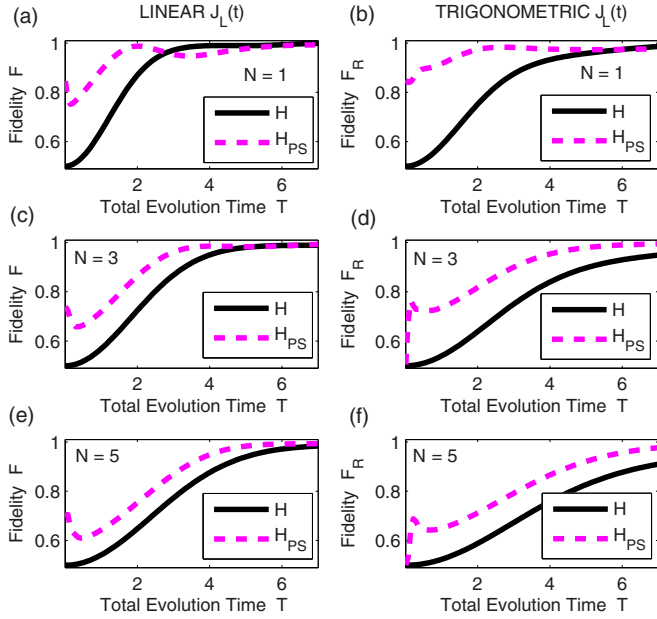 LINEAR J_L(t)
TRIGONOMETRIC J_L(t)
(a)
Fidelity F
1
0.8
0.6
N = 1
H
H_PS
2 4 6
Total Evolution Time T
(b)
Fidelity F_R
1
0.8
0.6
N = 1
H
H_PS
2 4 6
Total Evolution Time T
(c)
Fidelity F
1
0.8
0.6
N = 3
H
H_PS
2 4 6
Total Evolution Time T
(d)
Fidelity F_R
1
0.8
0.6
N = 3
H
H_PS
2 4 6
Total Evolution Time T
(e)
Fidelity F
1
0.8
0.6
N = 5
H
H_PS
2 4 6
Total Evolution Time T
(f)
Fidelity F_R
1
0.8
0.6
N = 5
H
H_PS
2 4 6
Total Evolution Time T